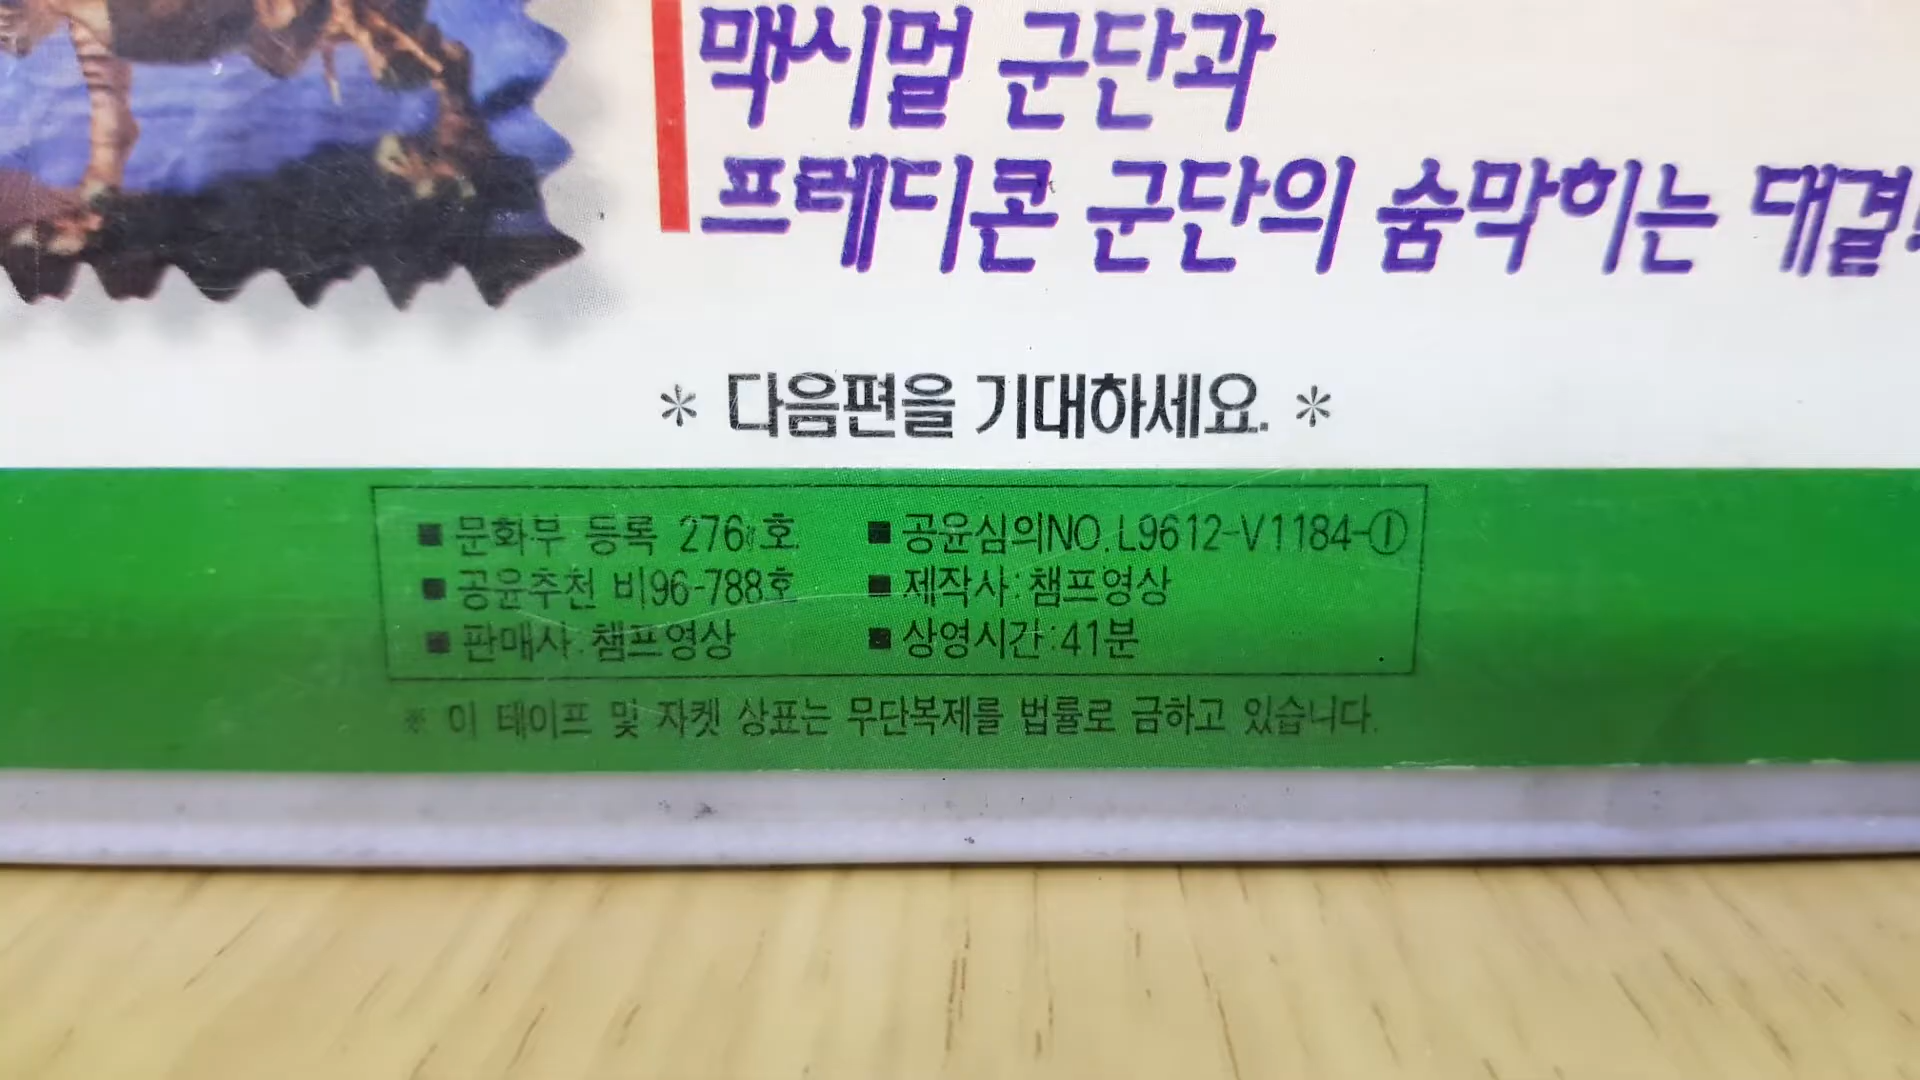 맥시멀 군단과
프레디콘 군단의 숨막히는 대결!
* 다음편을 기대하세요. *
■ 문화부 등록 276호 ■ 공윤심의NO. L9612-V1184-①
■ 공윤추천 비96-788호 ■ 제작사:챔프영상
■ 판매사:챔프영상 ■ 상영시간:41분
※ 이 테이프 및 자켓 상표는 무단복제를 법률로 금하고 있습니다.